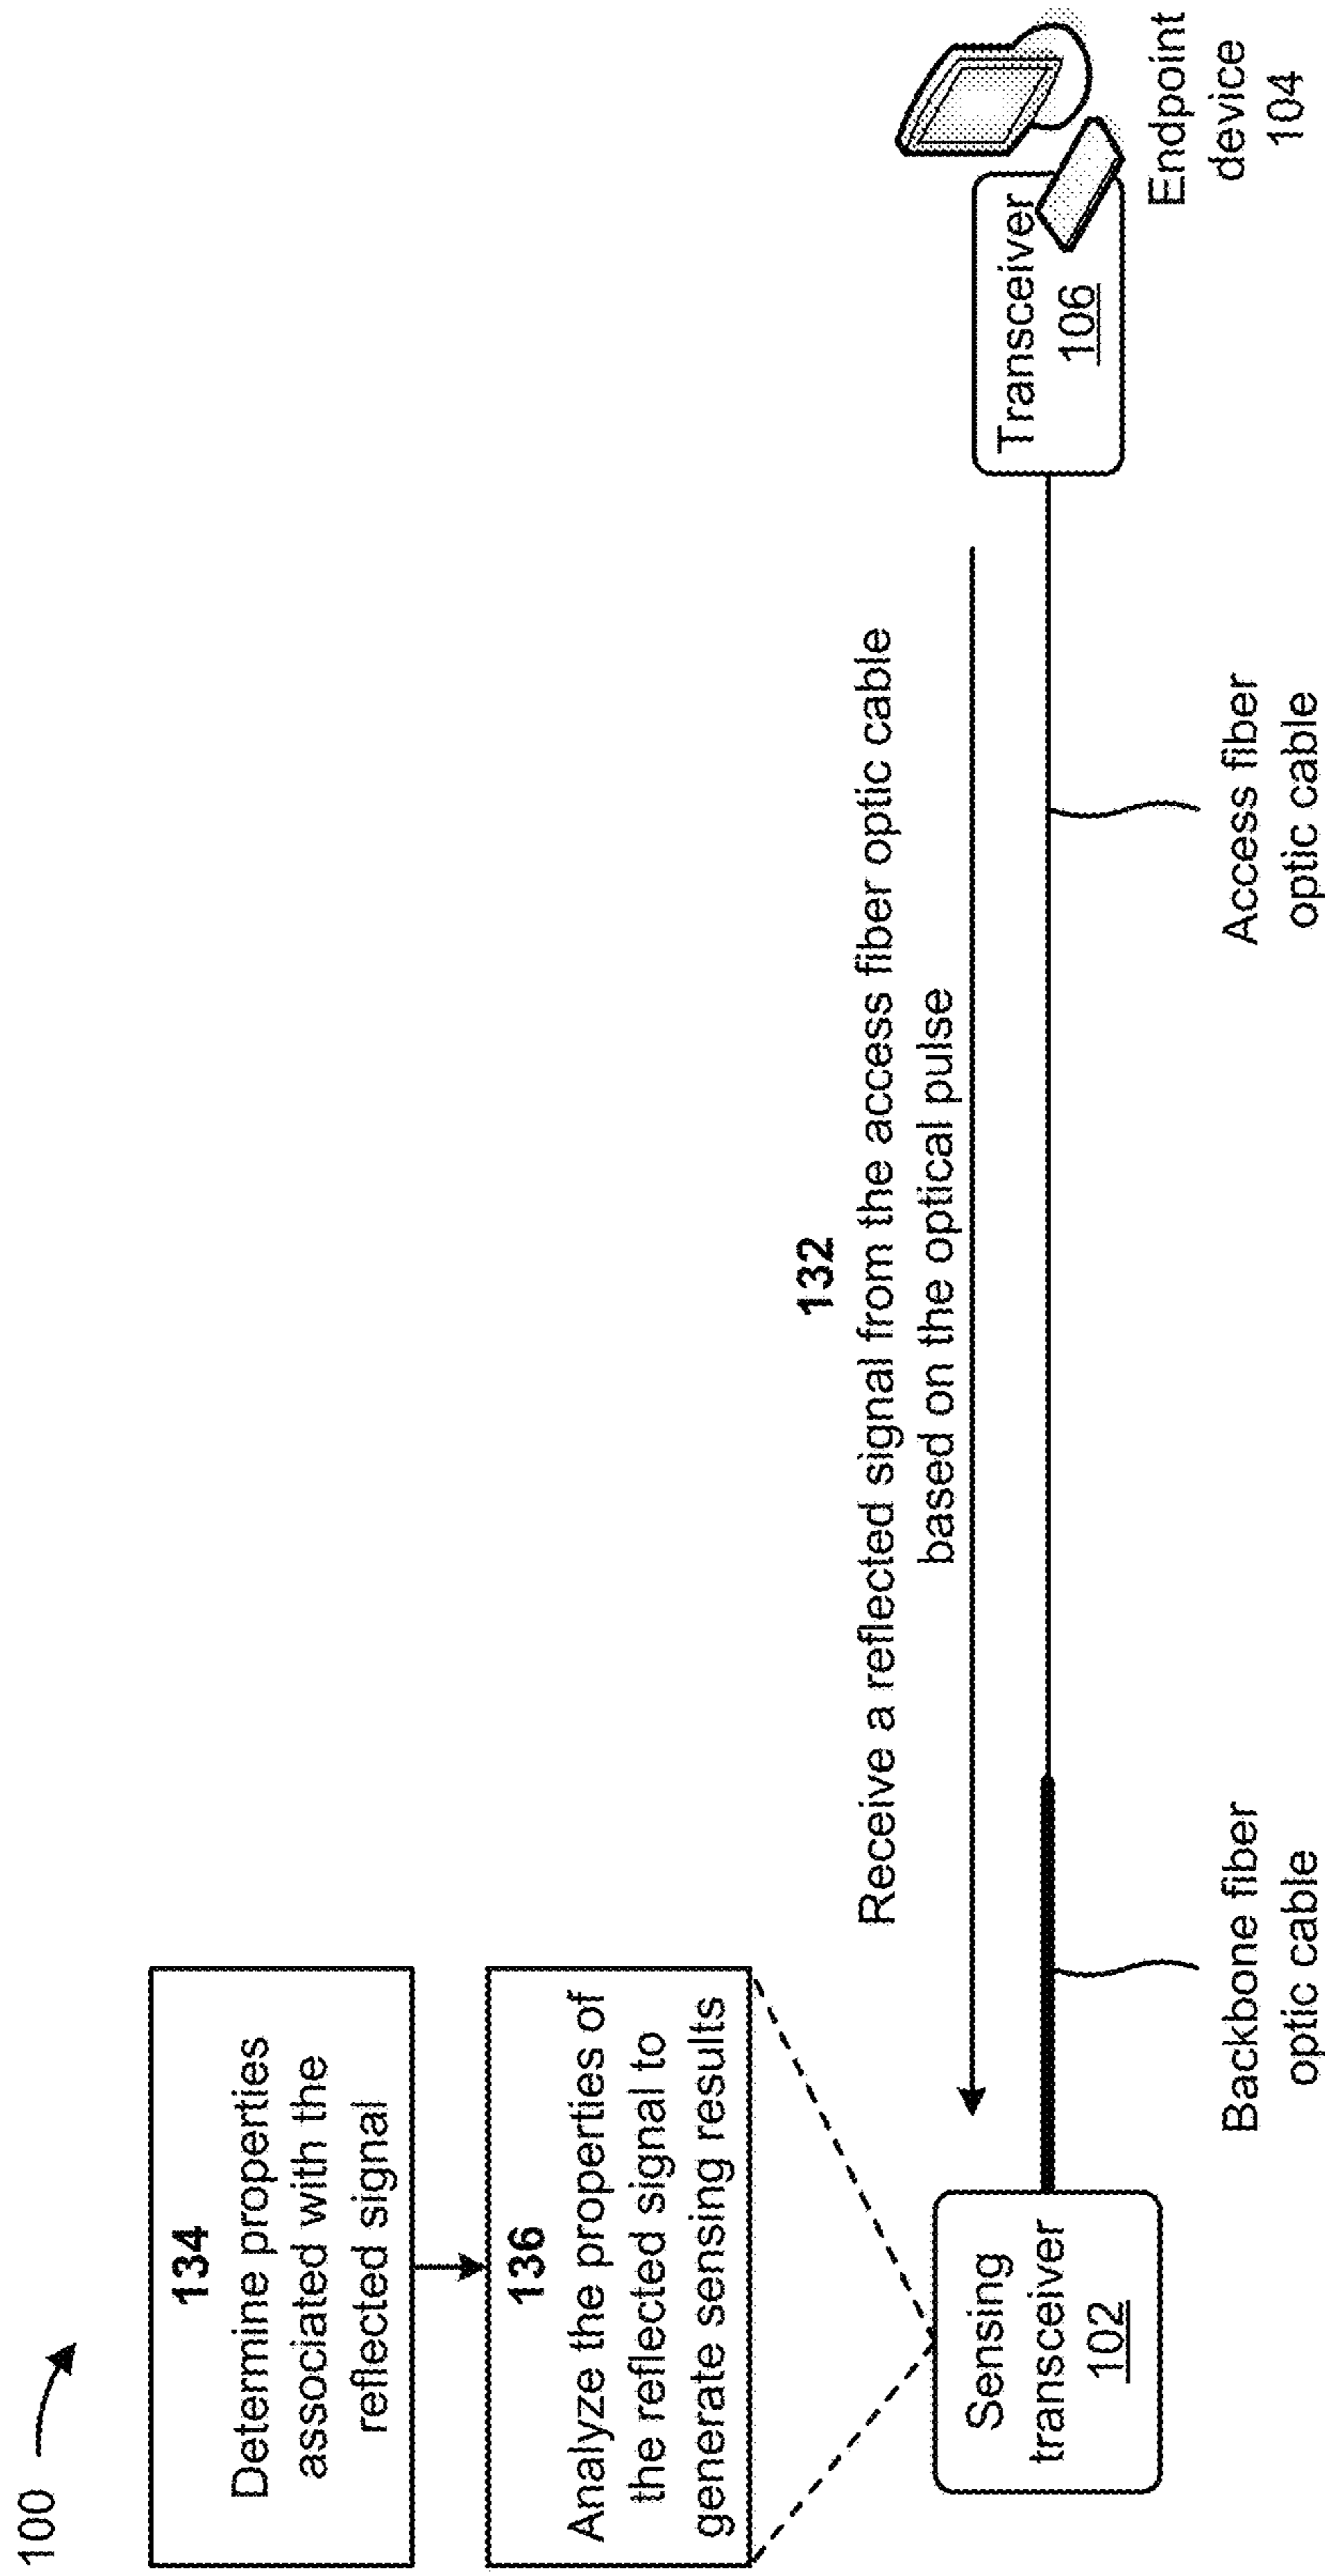 100
134
Determine properties
associated with the
reflected signal
136
Analyze the properties of
the reflected signal to
generate sensing results
132
Receive a reflected signal from the access fiber optic cable
based on the optical pulse
Sensing
transceiver
102
Transceiver
106
Endpoint
device
104
Backbone fiber
optic cable
Access fiber
optic cable